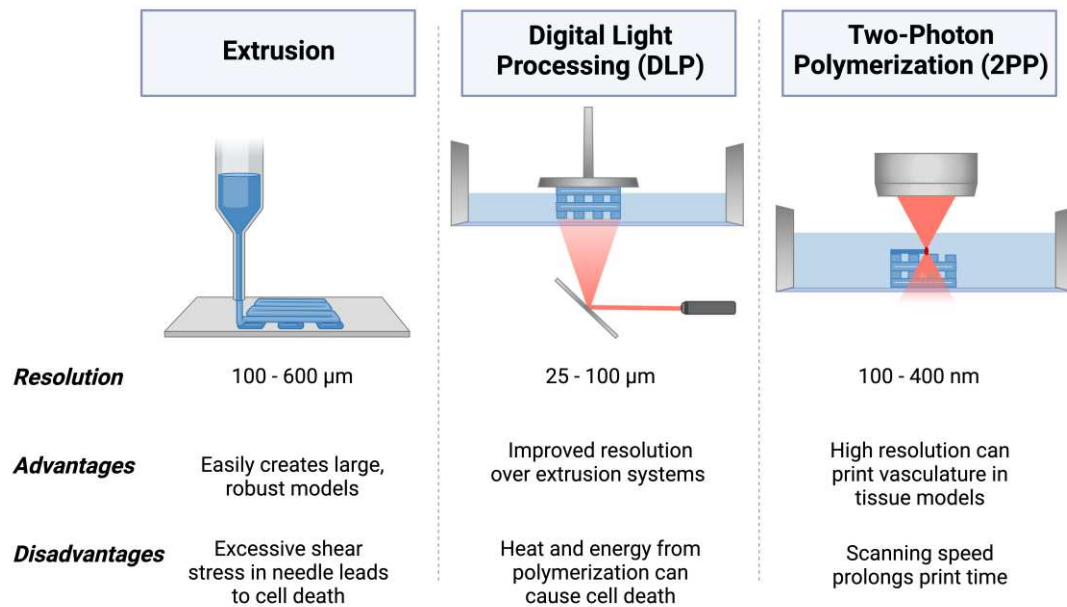 Extrusion
Digital Light
Processing (DLP)
Two-Photon
Polymerization (2PP)
Resolution
100 - 600 µm
25 - 100 µm
100 - 400 nm
Advantages
Easily creates large,
robust models
Improved resolution
over extrusion systems
High resolution can
print vasculature in
tissue models
Disadvantages
Excessive shear
stress in needle leads
to cell death
Heat and energy from
polymerization can
cause cell death
Scanning speed
prolongs print time